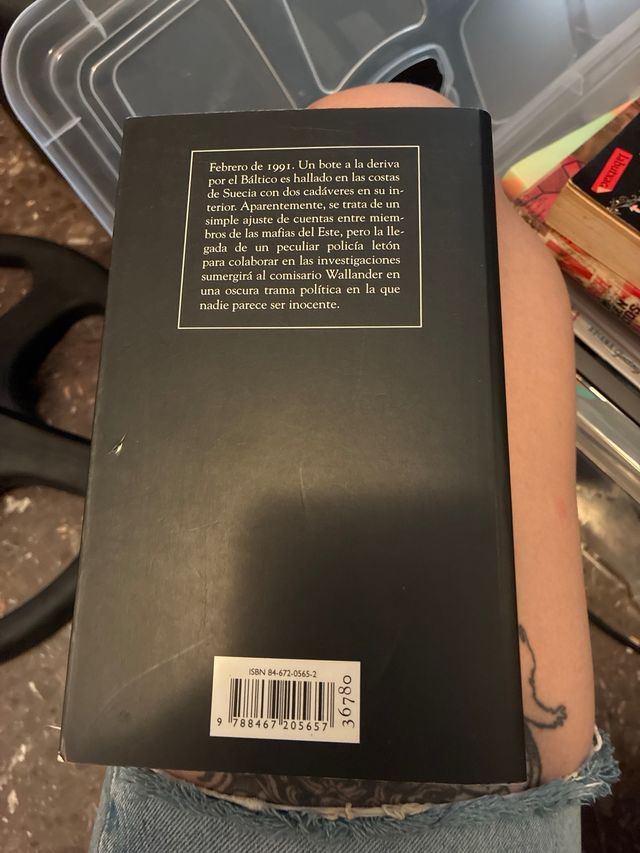 Febrero de 1991. Un bote a la deriva
por el Báltico es hallado en las costas
de Suecia con dos cadáveres en su in-
terior. Aparentemente, se trata de un
simple ajuste de cuentas entre miem-
bros de las mafias del Este, pero la lle-
gada de un peculiar policía letón
para colaborar en las investigaciones
sumergirá al comisario Wallander en
una oscura trama política en la que
nadie parece ser inocente.
ISBN 84-672-0565-2
9 788467 205657
36780